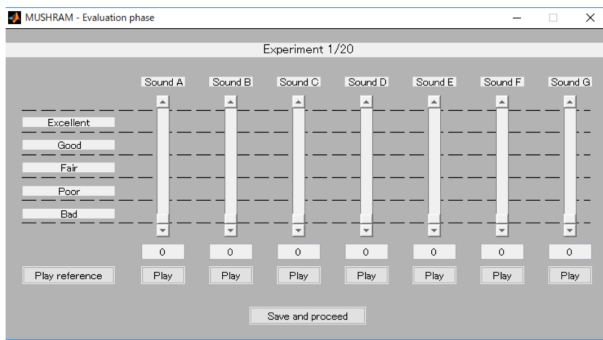 MUSHRAM - Evaluation phase
Experiment 1/20
Sound A Sound B Sound C Sound D Sound E Sound F Sound G
Excellent
Good
Fair
Poor
Bad
0 0 0 0 0 0 0
Play reference Play Play Play Play Play Play Play
Save and proceed